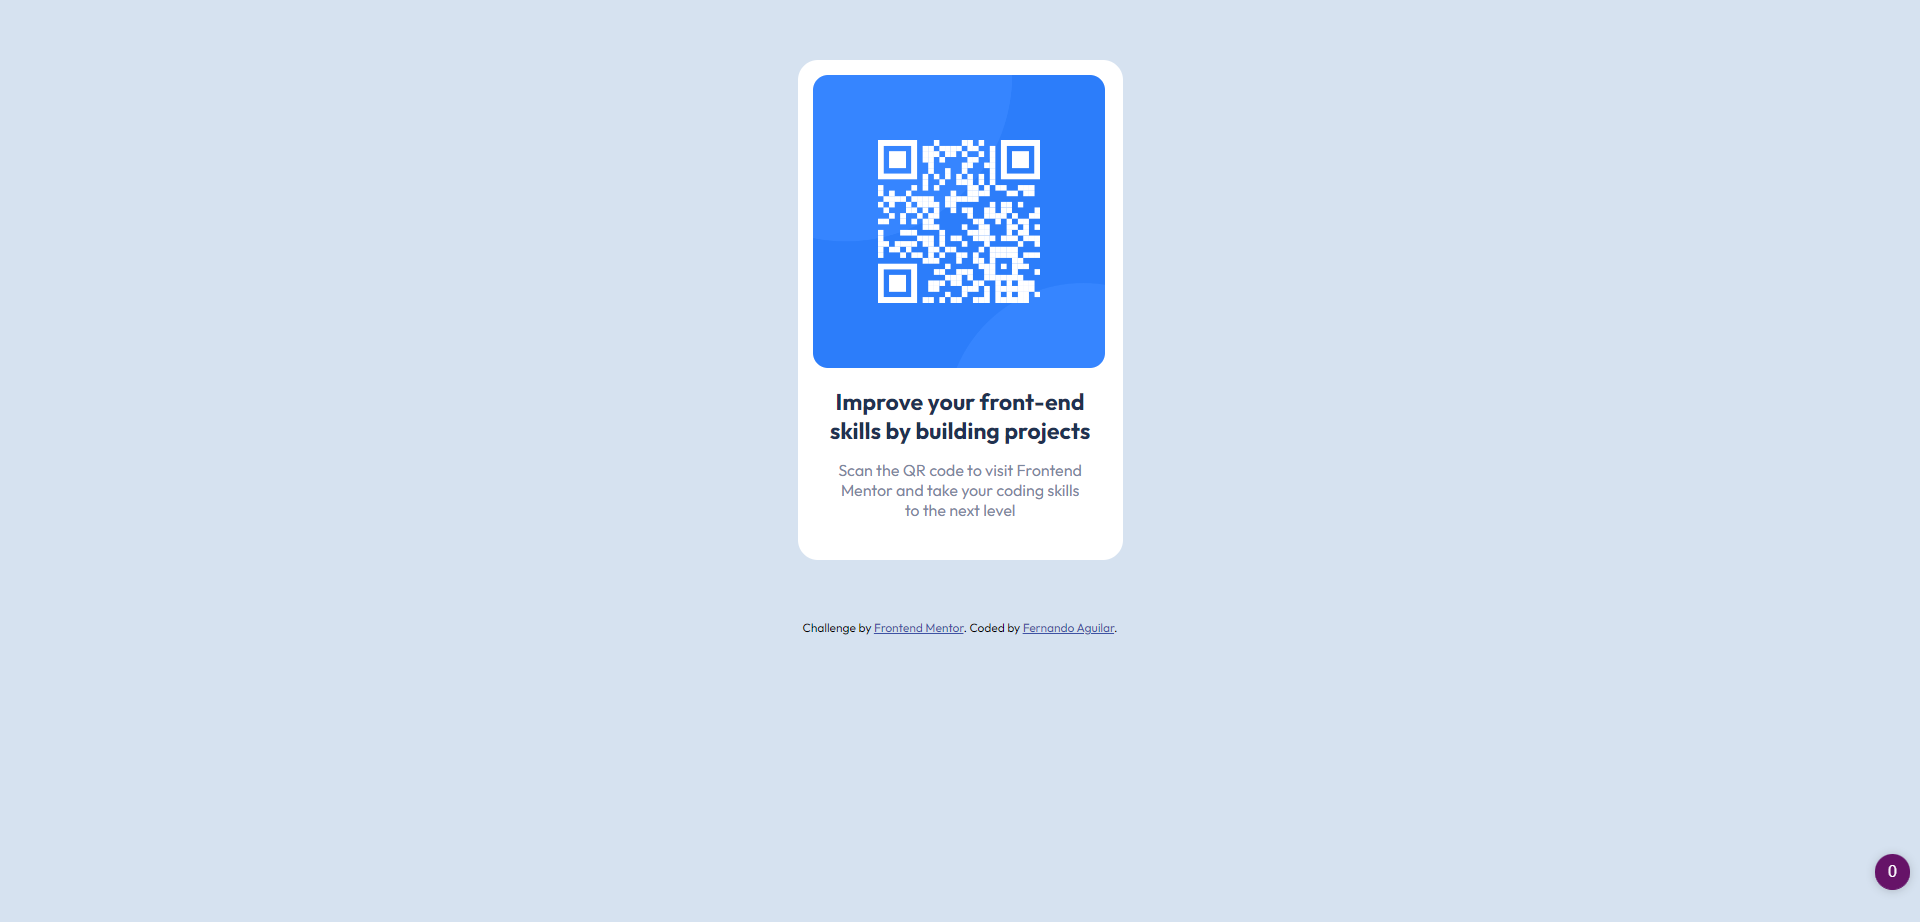 Improve your front-end
skills by building projects
Scan the QR code to visit Frontend
Mentor and take your coding skills
to the next level
Challenge by Frontend Mentor. Coded by Fernando Aguilar.
0